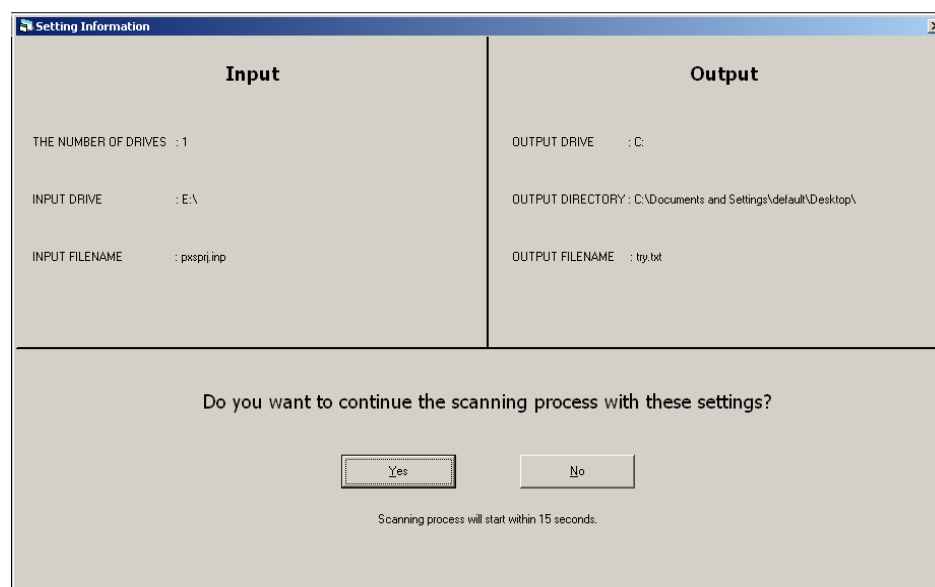 Setting Information
Input
THE NUMBER OF DRIVES : 1
INPUT DRIVE : E:\
INPUT FILENAME : pxsprj.inp
Output
OUTPUT DRIVE : C:
OUTPUT DIRECTORY : C:\Documents and Settings\default\Desktop\
OUTPUT FILENAME : try.txt
Do you want to continue the scanning process with these settings?
Yes
No
Scanning process will start within 15 seconds.